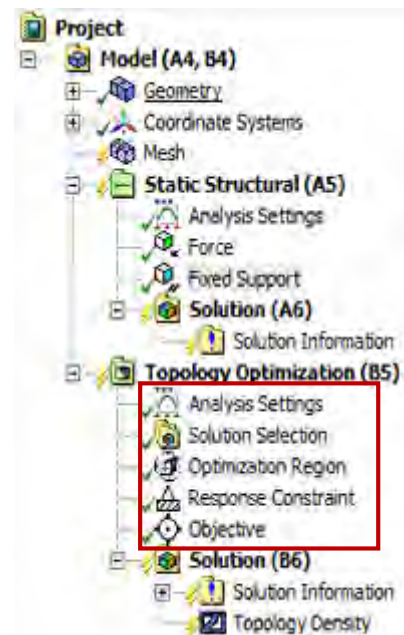 Project
Model (A4, B4)
Geometry
Coordinate Systems
Mesh
Static Structural (A5)
Analysis Settings
Force
Fixed Support
Solution (A6)
Solution Information
Topology Optimization (B5)
Analysis Settings
Solution Selection
Optimization Region
Response Constraint
Objective
Solution (B6)
Solution Information
Topology Density